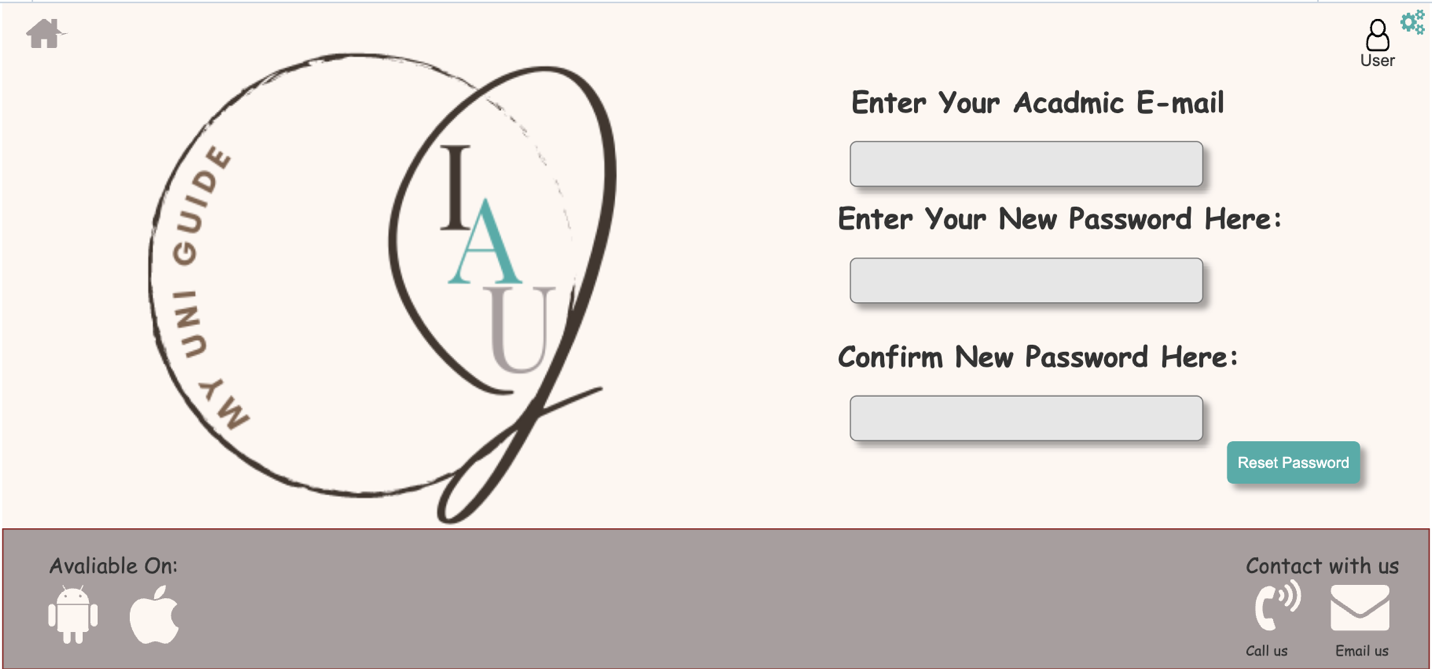 User
MY UNI GUIDE
I
A
U
Enter Your Acadmic E-mail
Enter Your New Password Here:
Confirm New Password Here:
Reset Password
Avaliable On:
Contact with us
Call us
Email us